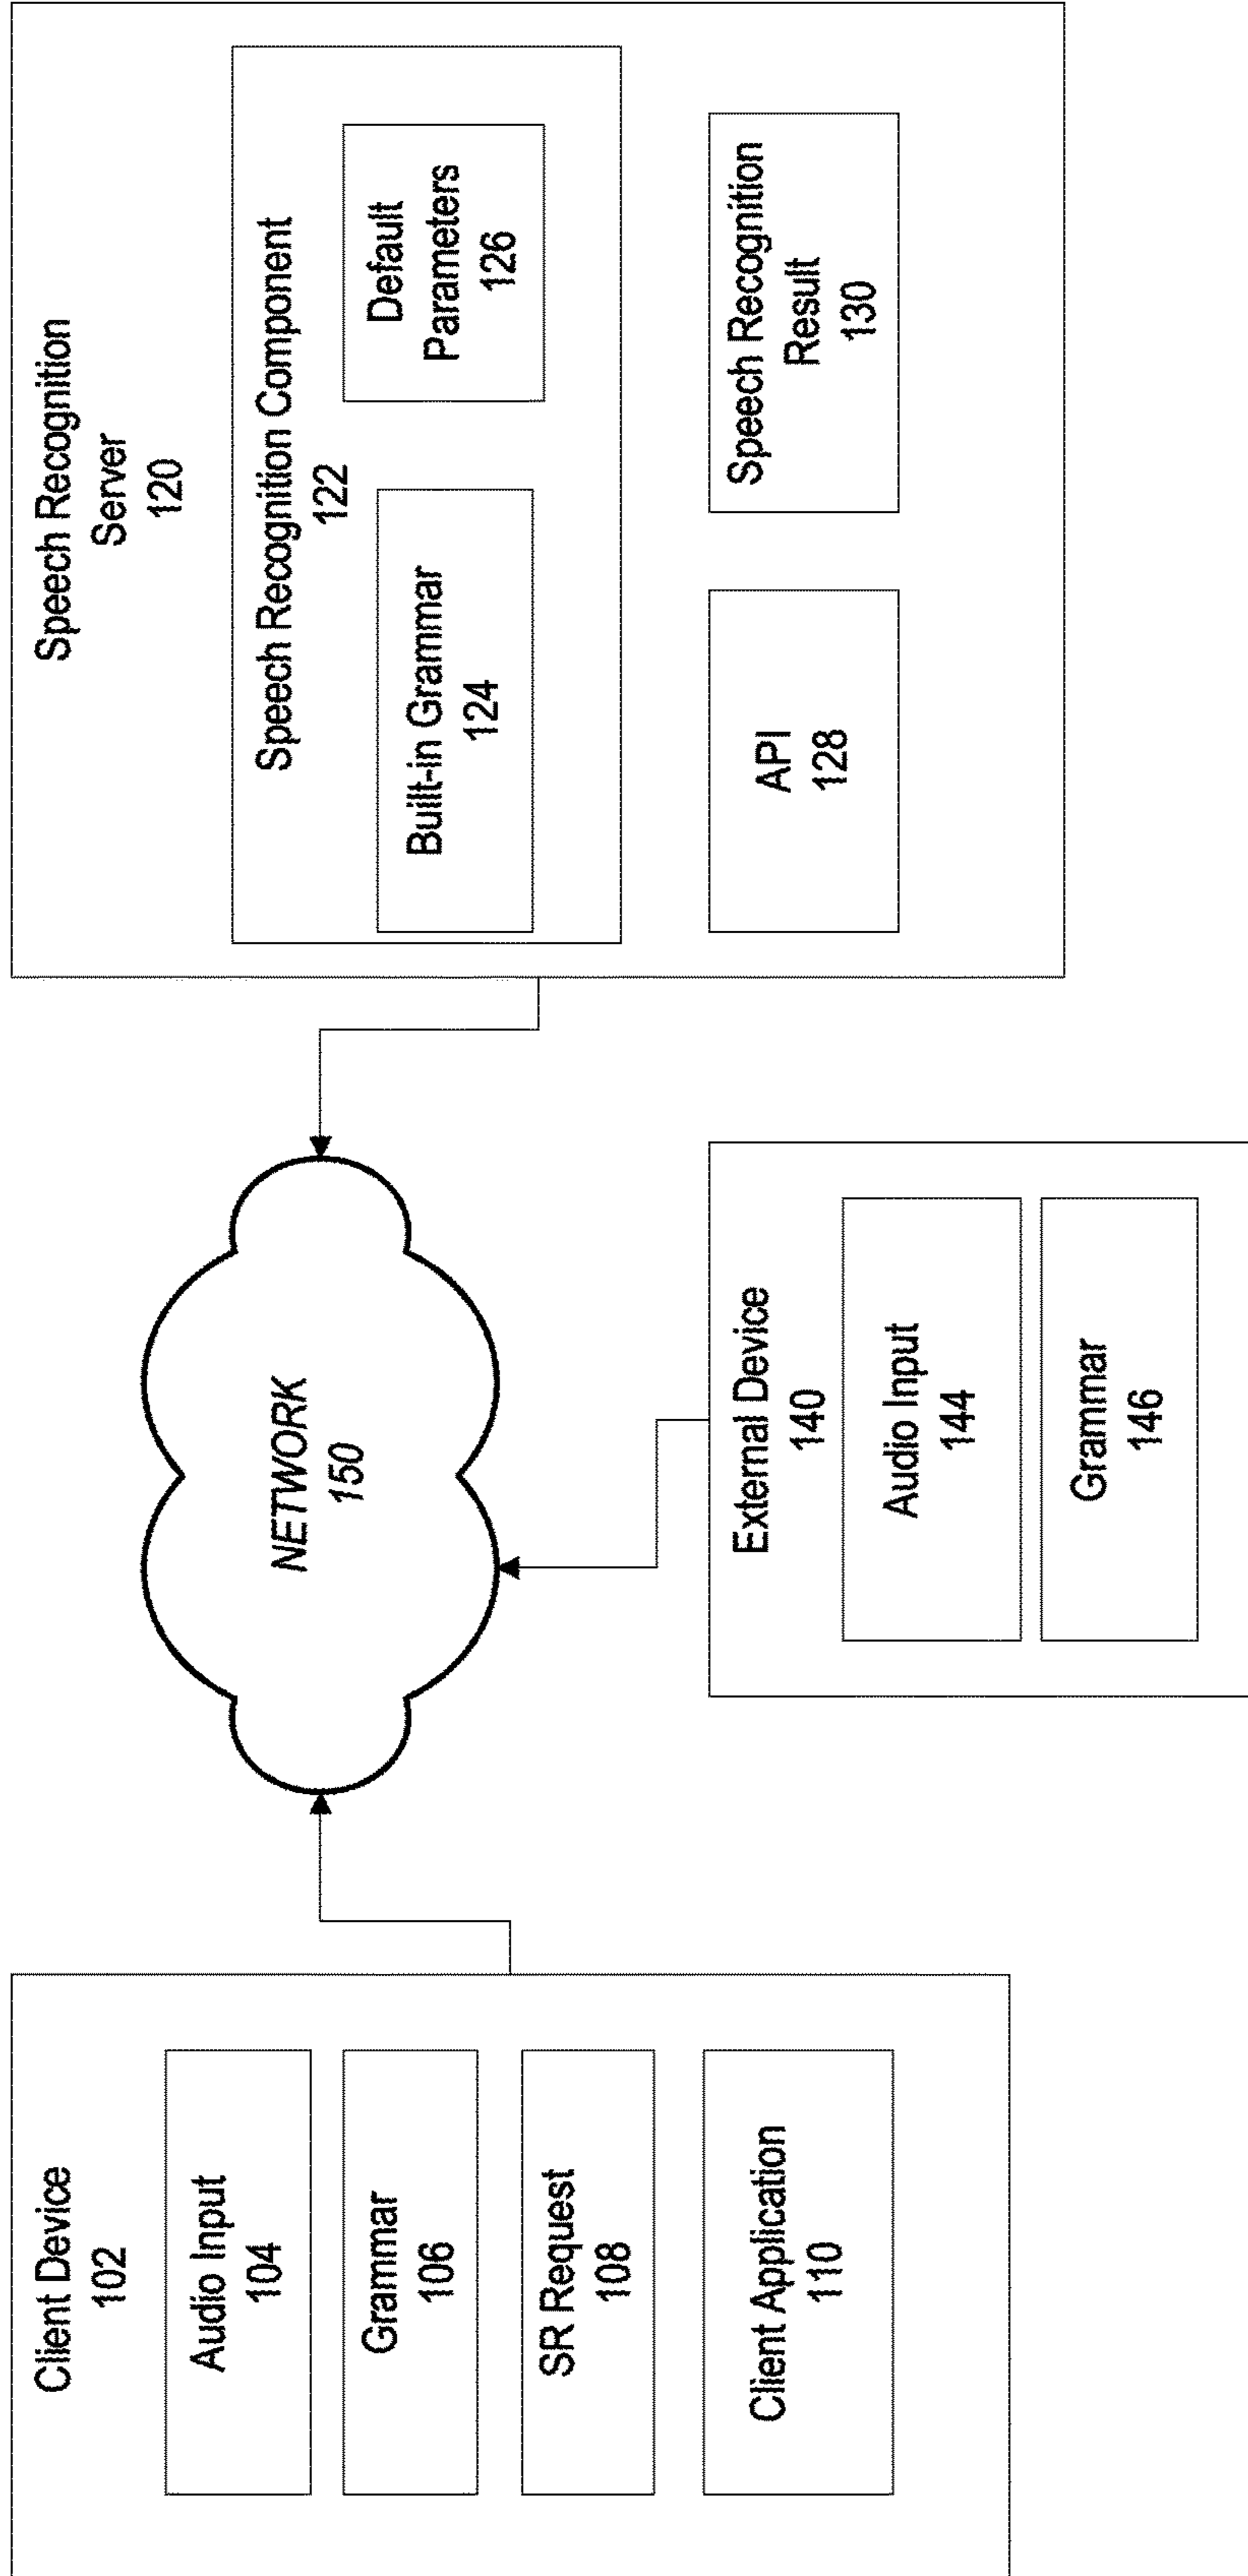 Client Device
102
Audio Input
104
Grammar
106
SR Request
108
Client Application
110
NETWORK
150
External Device
140
Audio Input
144
Grammar
146
Speech Recognition
Server
120
Speech Recognition Component
122
Built-in Grammar
124
Default
Parameters
126
API
128
Speech Recognition
Result
130